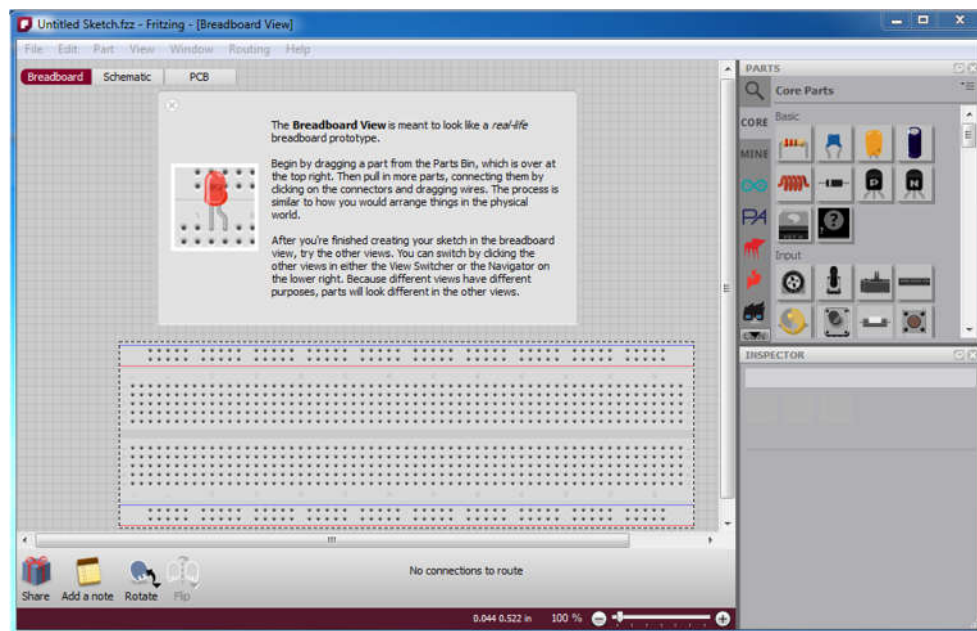 Untitled Sketch.fzz - Fritzing - [Breadboard View]
File Edit Part View Window Routing Help
Breadboard Schematic PCB
The Breadboard View is meant to look like a real-life
breadboard prototype.
Begin by dragging a part from the Parts Bin, which is over at
the top right. Then pull in more parts, connecting them by
clicking on the connectors and dragging wires. The process is
similar to how you would arrange things in the physical
world.
After you're finished creating your sketch in the breadboard
view, try the other views. You can switch by clicking the
other views in either the View Switcher or the Navigator on
the lower right. Because different views have different
purposes, parts will look different in the other views.
PARTS
Core Parts
CORE
Basic
MINE
P N
PA
?
Input
INSPECTOR
No connections to route
Share Add a note Rotate Flip
0.044 0.522 in 100 %